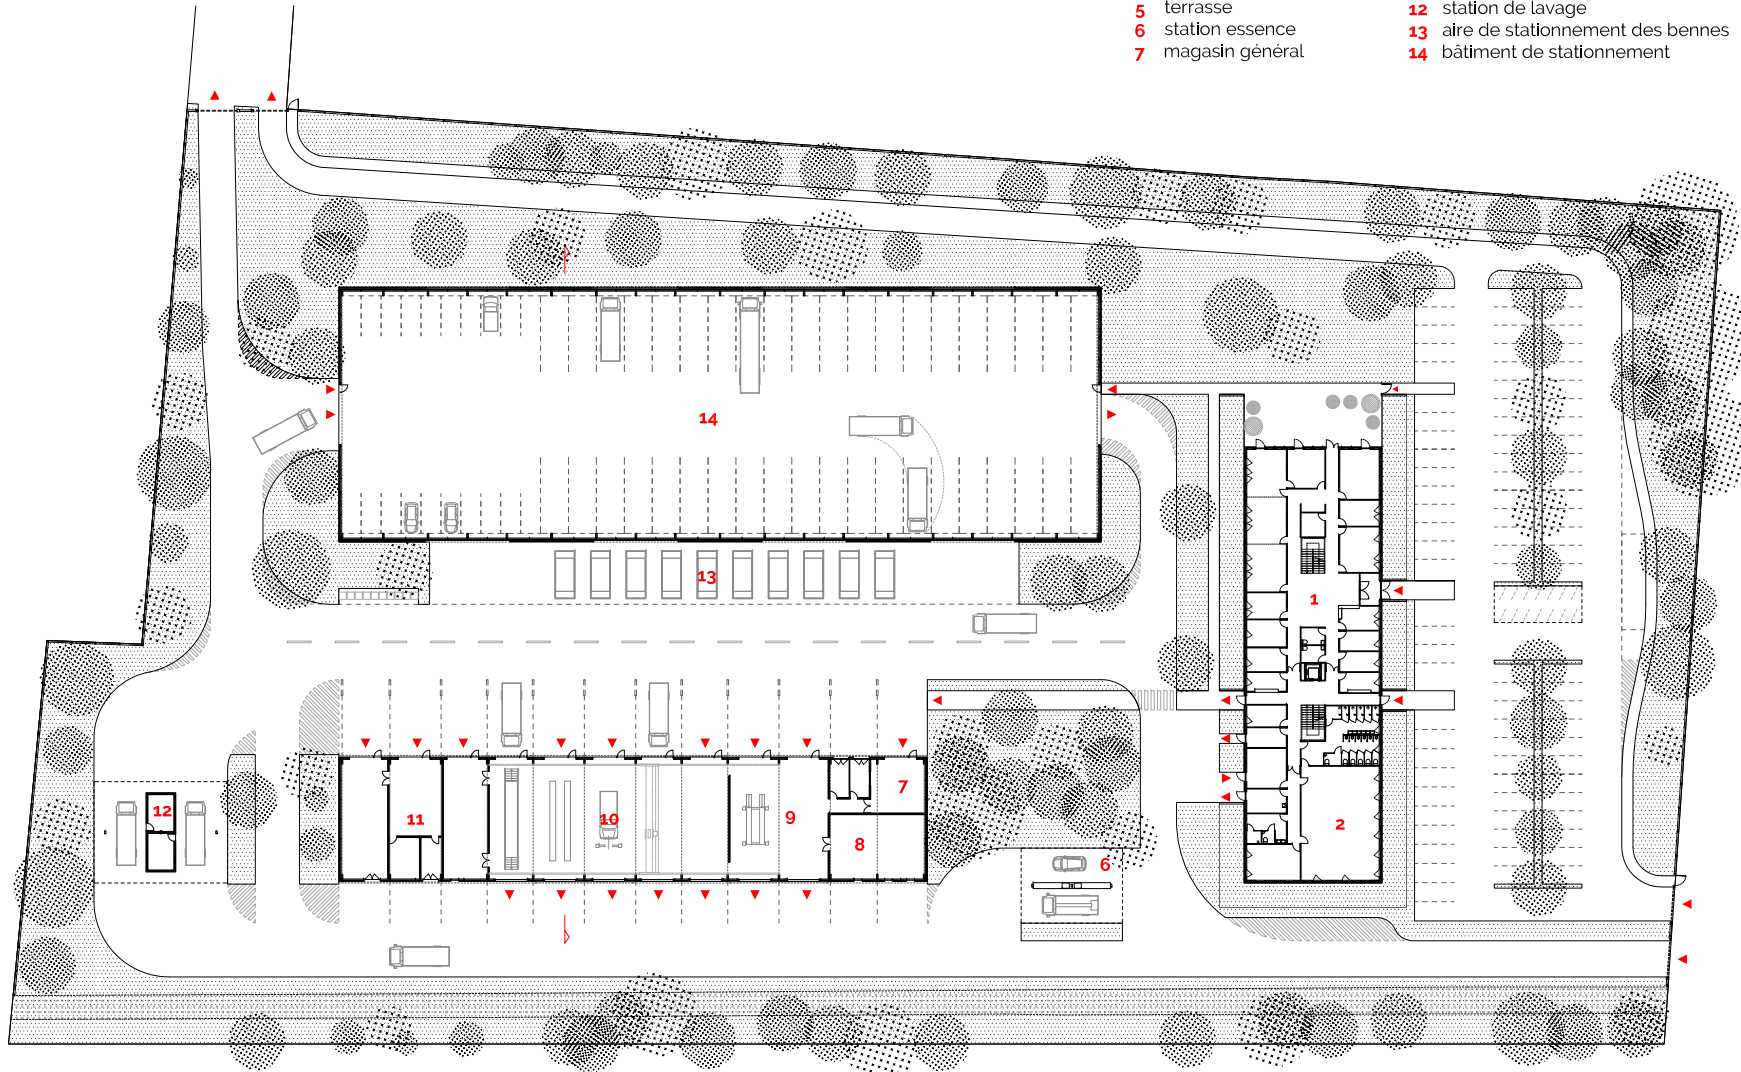 5 terrasse
6 station essence
7 magasin général
12 station de lavage
13 aire de stationnement des bennes
14 bâtiment de stationnement
14
13
1
7
12
11
10
9
8
2
6